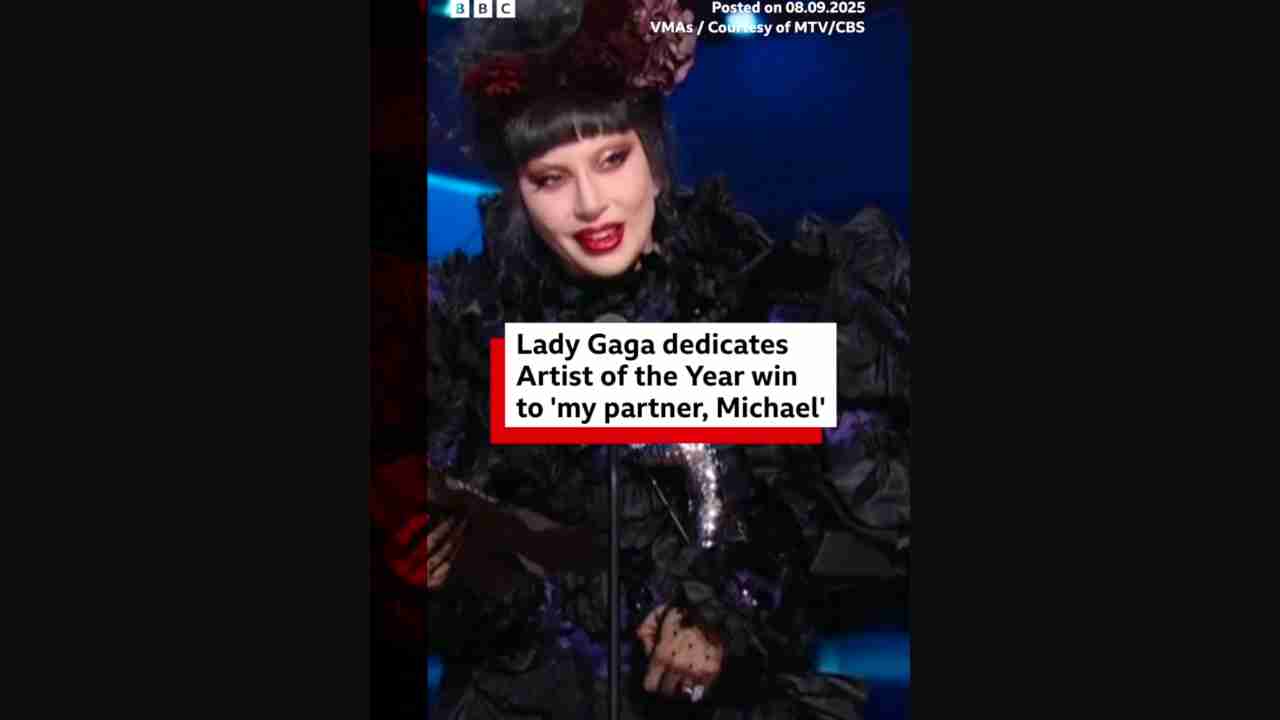 BBC
Posted on 08.09.2025
VMAs / Courtesy of MTV/CBS
Lady Gaga dedicates
Artist of the Year win
to 'my partner, Michael'